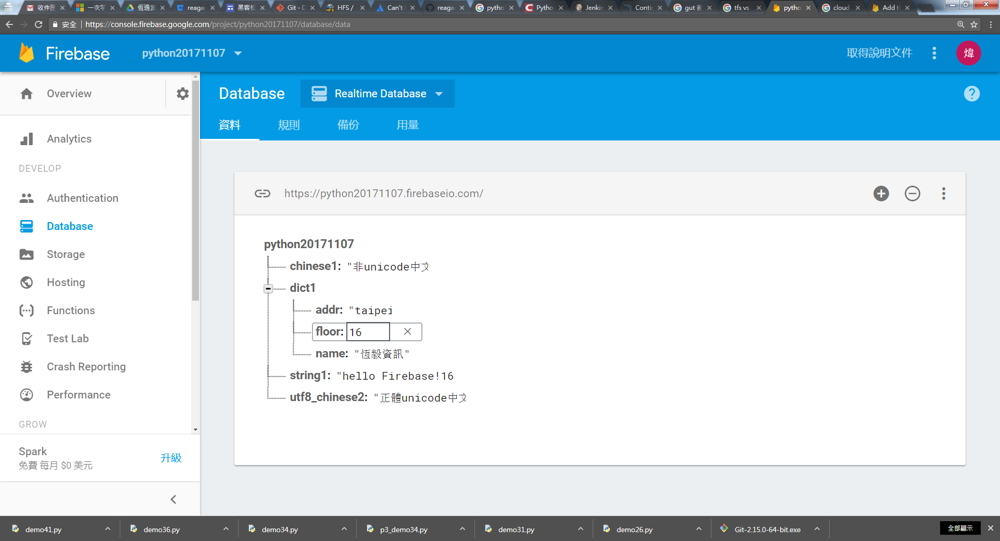 收件匣
一次學
恆逸資
reagan
黑客松
Git - D
HFS /
Can't
reaga
pytho
Pytho
Jenkin
Contin
gut 衝
tfs vs
pytho
cloud
Add t
安全 https://console.firebase.google.com/project/python20171107/database/data
Firebase python20171107 取得說明文件 煒
Overview
Database Realtime Database ?
資料 規則 備份 用量
Analytics
DEVELOP
Authentication
Database
Storage
Hosting
Functions
Test Lab
Crash Reporting
Performance
GROW
Spark
免費 每月 $0 美元
升級
https://python20171107.firebaseio.com/
python20171107
chinese1: "非unicode中文
dict1
addr: "taipei
floor: 16
name: "恆毅資訊"
string1: "hello Firebase!16
utf8_chinese2: "正體unicode中文
demo41.py
demo36.py
demo34.py
p3_demo34.py
demo31.py
demo26.py
Git-2.15.0-64-bit.exe
全部顯示